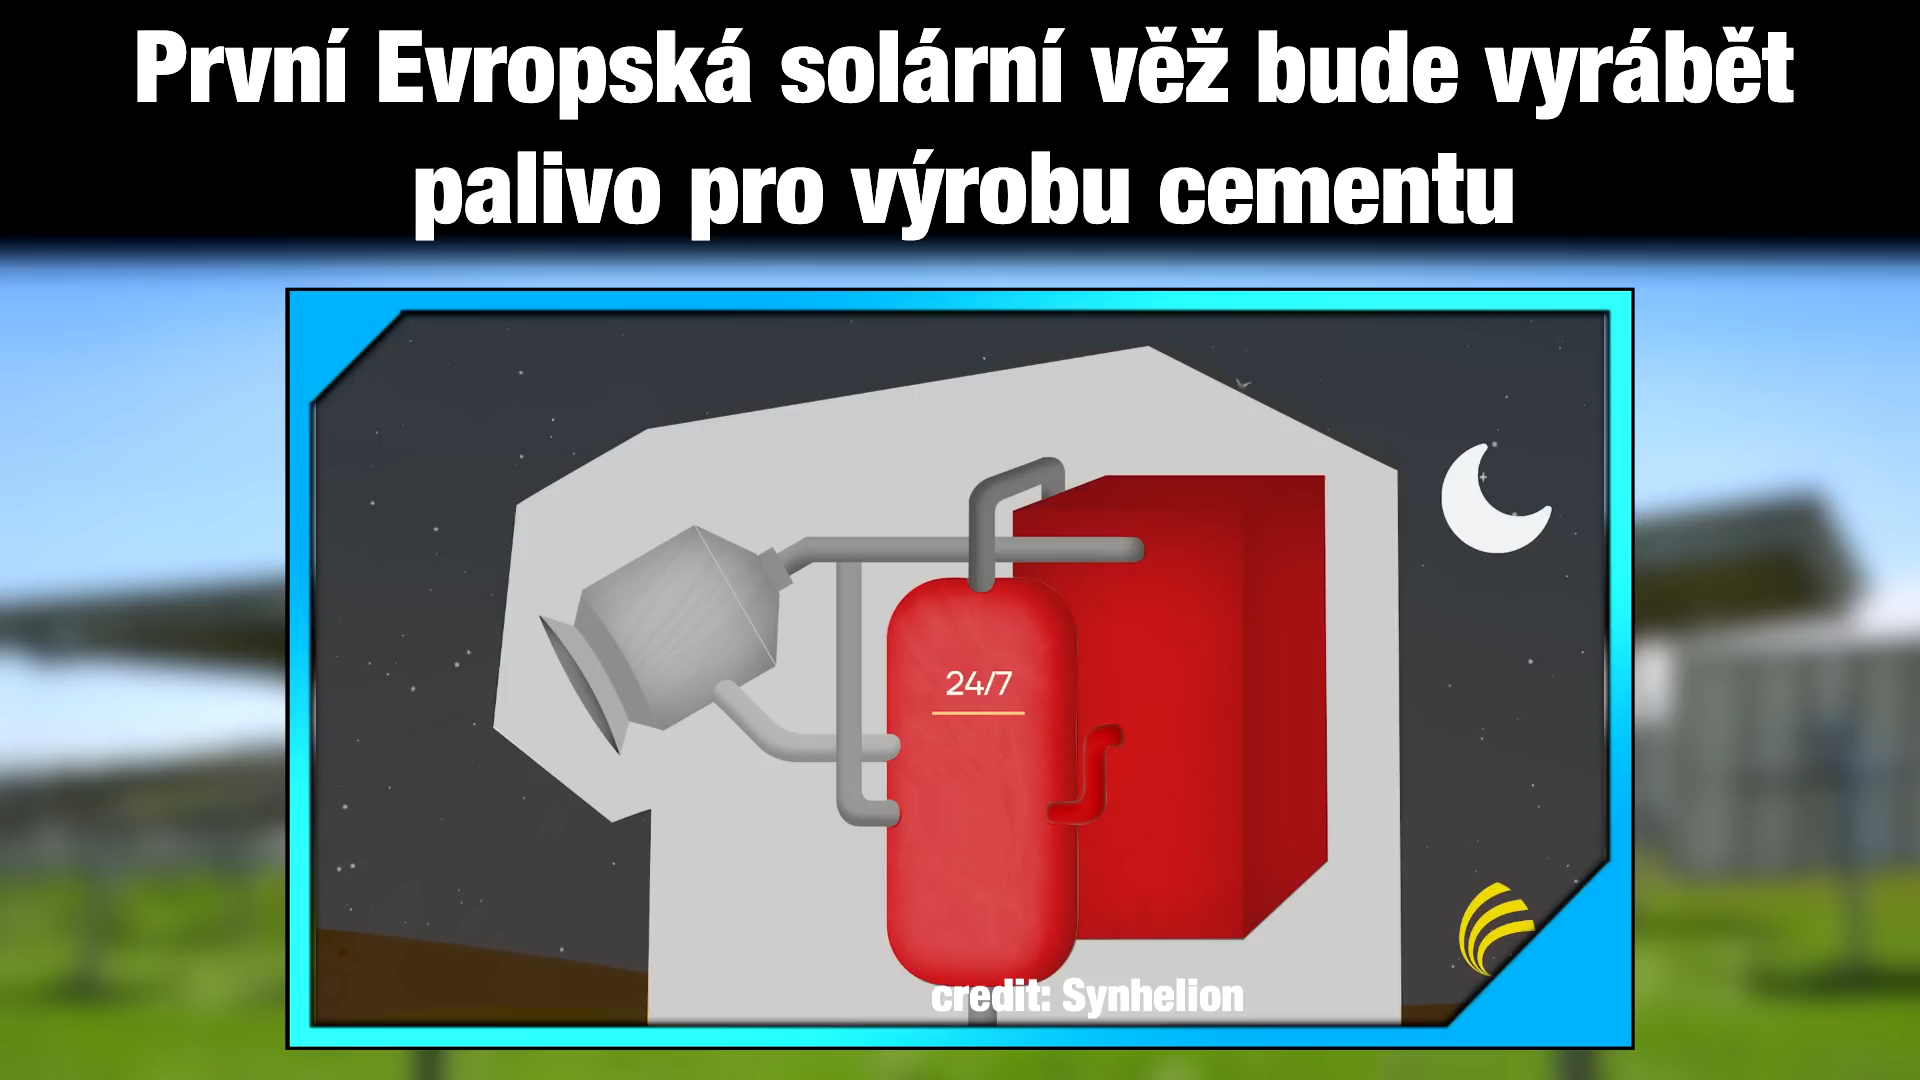 První Evropská solární věž bude vyrábět
palivo pro výrobu cementu
24/7
credit: Synhelion